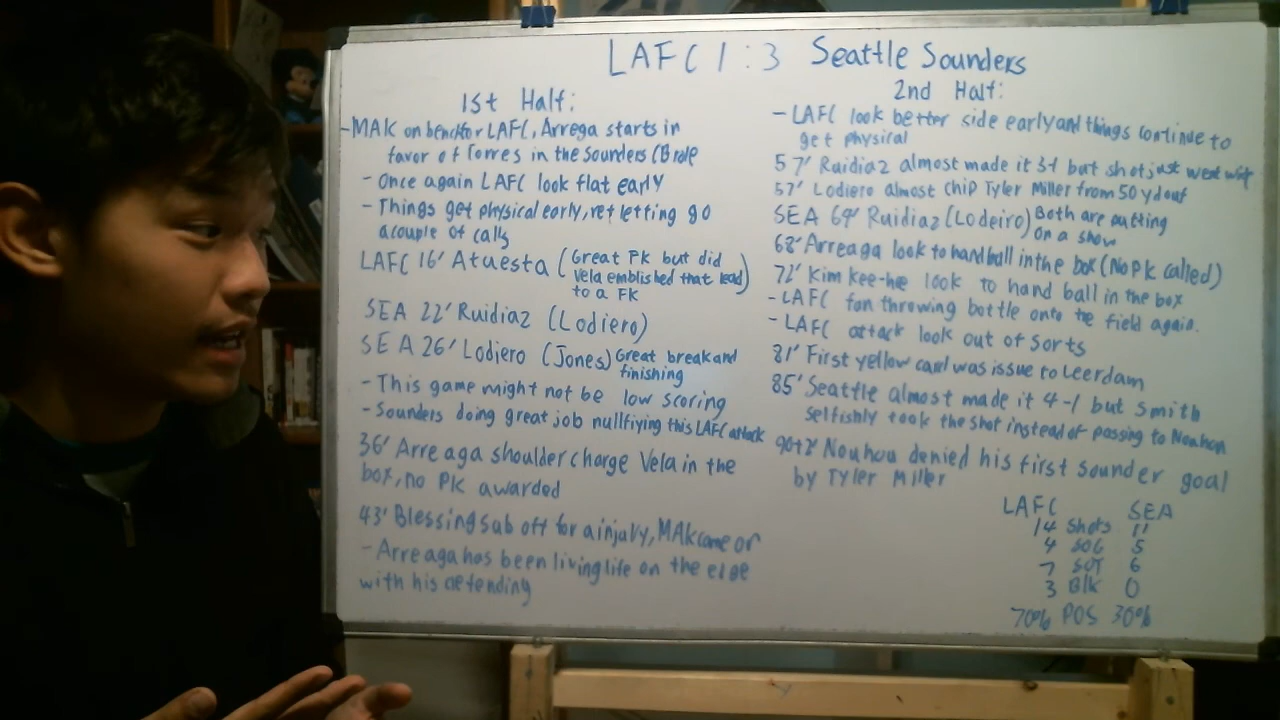 LAFC 1 : 3 Seattle Sounders
1st Half:
-MAK on bench for LAFC, Arrega starts in
favor of Torres in the Sounders CB role
- Once again LAFC look flat early
- Things get physical early, ref letting go
a couple of calls
LAFC 16' Atuesta (Great FK but did
Vela emblished that lead)
to a FK
SEA 22' Ruidiaz (Lodiero)
SEA 26' Lodiero (Jones) Great break and
finishing
- This game might not be low scoring
- Sounders doing great job nullfiying this LAFC attack
36' Arreaga shoulder charge Vela in the
box, no PK awarded
43' Blessing sub off for a injury, MAK came on
- Arreaga has been living life on the edge
with his defending
2nd Half:
- LAFC look better side early and things continue to
get physical
57' Ruidiaz almost made it 3-1 but shot just went wide
57' Lodiero almost chip Tyler Miller from 50 yd out
SEA 64' Ruidiaz (Lodeiro) Both are putting
on a show
68' Arreaga look to hand ball in the box (No PK called)
72' Kim kee-hee look to hand ball in the box
- LAFC fan throwing bottle onto the field again.
- LAFC attack look out of sorts
81' First yellow card was issue to Leerdam
85' Seattle almost made it 4-1 but Smith
selfishly took the shot instead of passing to Nouhou
90+2' Nouhou denied his first sounder goal
by Tyler Miller
LAFC SEA
14 Shots 11
4 SOG 5
7 SOT 6
3 Blk 0
70% POS 30%